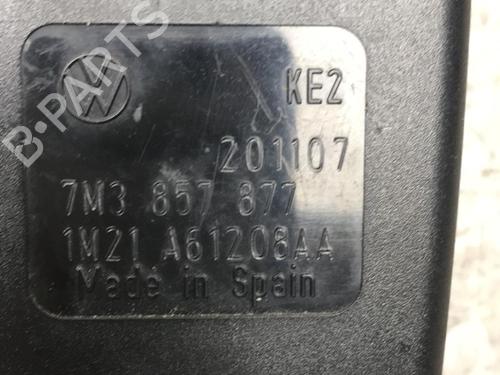 KE2
201107
7M3 857 877
1M21 A61208AA
Made in Spain
B-PARTS